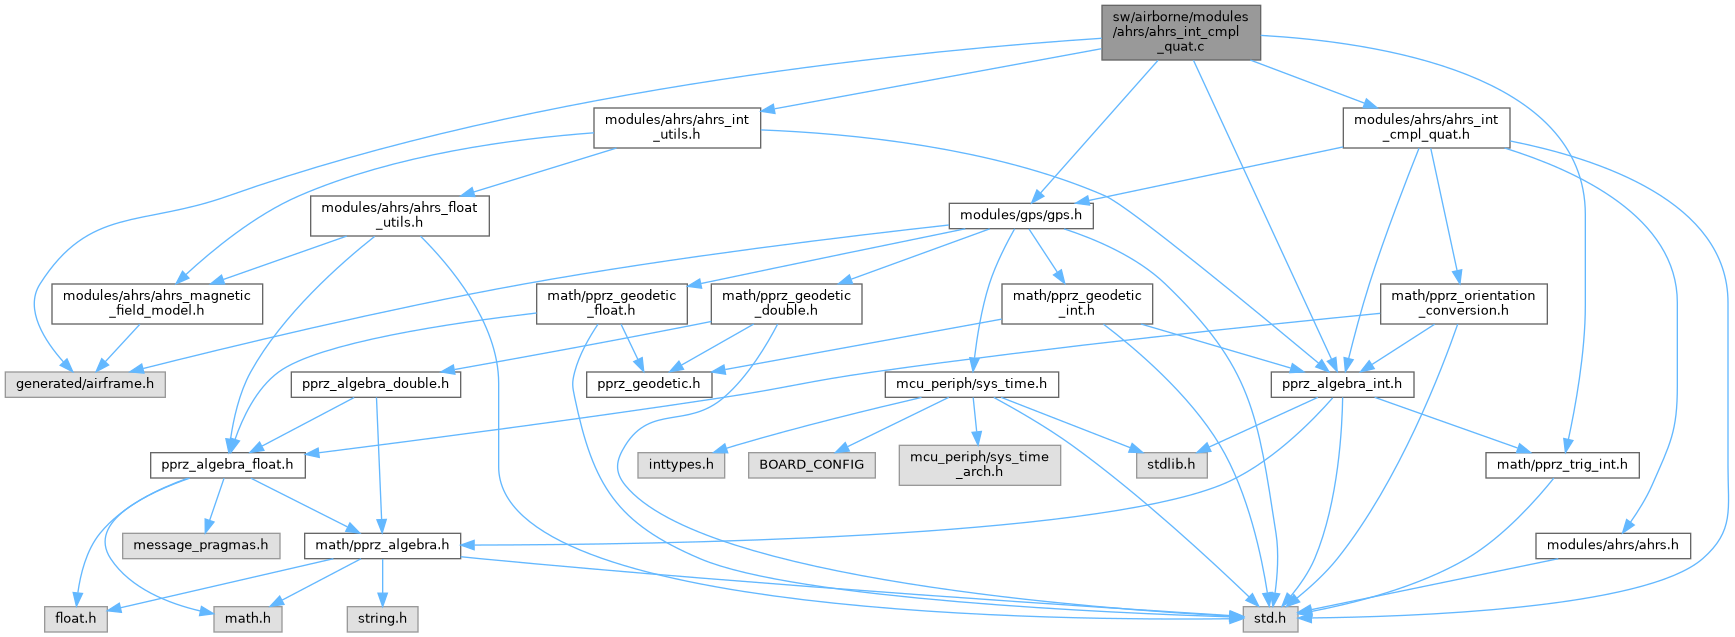 sw/airborne/modules
/ahrs/ahrs_int_cmpl
_quat.c
modules/ahrs/ahrs_int
_utils.h
modules/ahrs/ahrs_int
_cmpl_quat.h
modules/ahrs/ahrs_float
_utils.h
modules/gps/gps.h
modules/ahrs/ahrs_magnetic
_field_model.h
math/pprz_geodetic
_float.h
math/pprz_geodetic
_double.h
math/pprz_geodetic
_int.h
math/pprz_orientation
_conversion.h
generated/airframe.h
pprz_algebra_double.h
pprz_geodetic.h
mcu_periph/sys_time.h
pprz_algebra_int.h
pprz_algebra_float.h
inttypes.h
BOARD_CONFIG
mcu_periph/sys_time
_arch.h
stdlib.h
math/pprz_trig_int.h
message_pragmas.h
math/pprz_algebra.h
modules/ahrs/ahrs.h
float.h
math.h
string.h
std.h